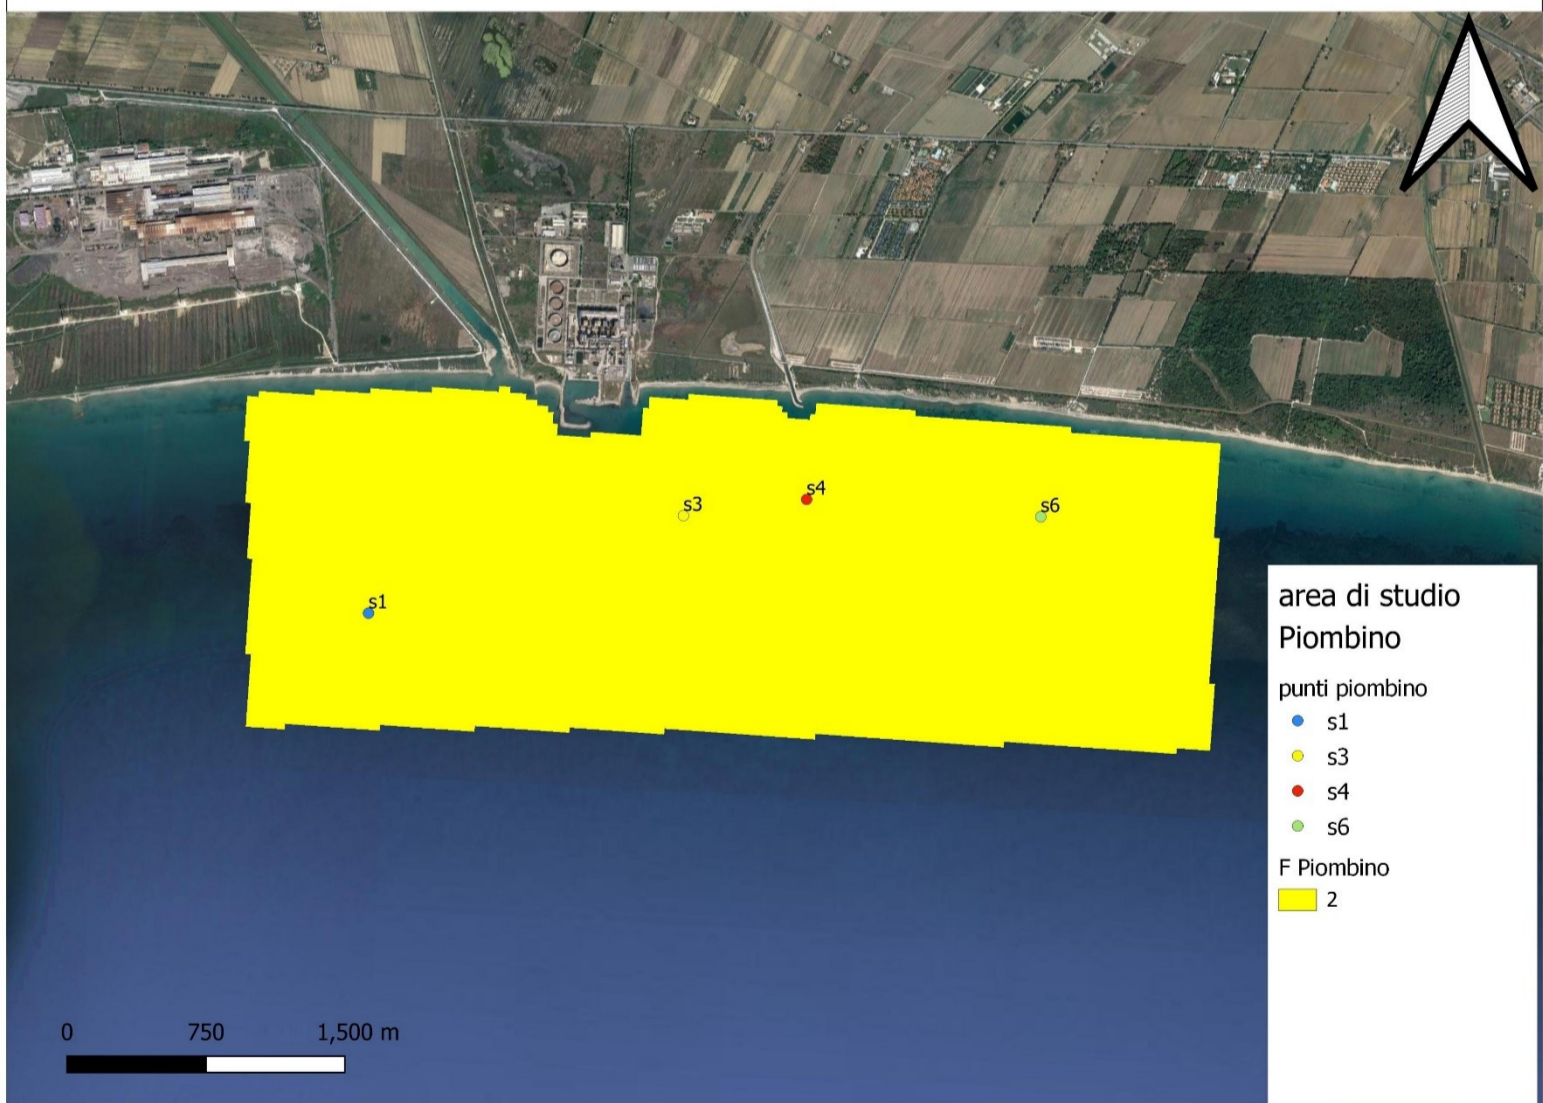 s3
s4
s6
s1
area di studio
Piombino
punti piombino
s1
s3
s4
s6
F Piombino
2
0 750 1,500 m